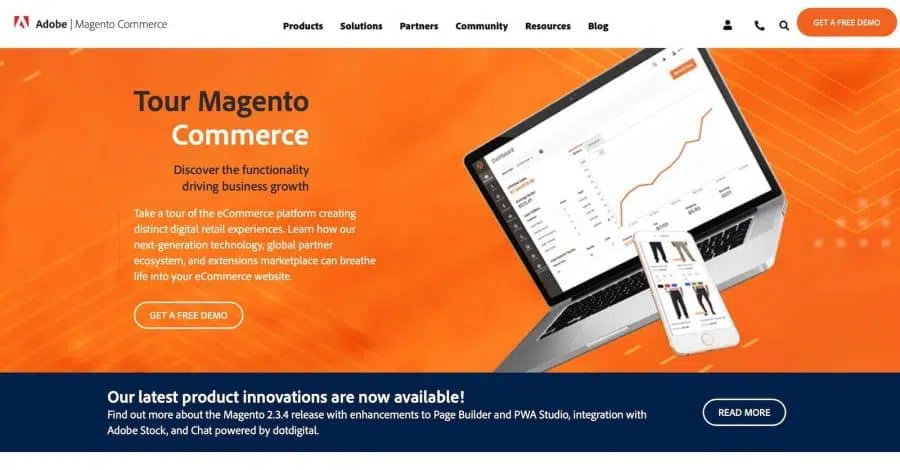 Adobe | Magento Commerce
Products Solutions Partners Community Resources Blog
GET A FREE DEMO
Tour Magento
Commerce
Discover the functionality
driving business growth
Take a tour of the eCommerce platform creating
distinct digital retail experiences. Learn how our
next-generation technology, global partner
ecosystem, and extensions marketplace can breathe
life into your eCommerce website.
GET A FREE DEMO
Dashboard
Our latest product innovations are now available!
Find out more about the Magento 2.3.4 release with enhancements to Page Builder and PWA Studio, integration with
Adobe Stock, and Chat powered by dotdigital.
READ MORE